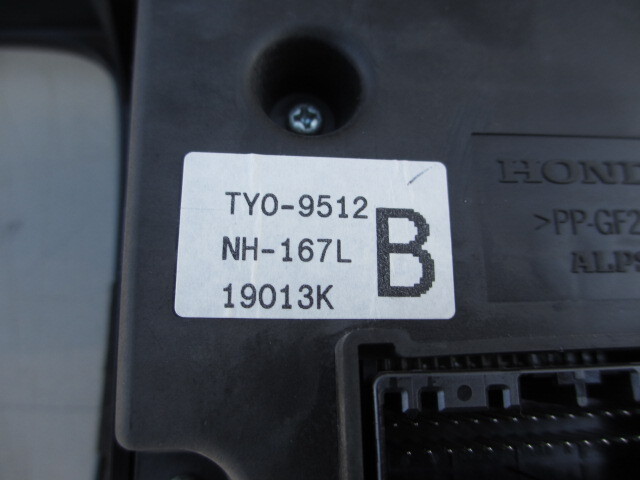 TY0-9512
NH-167L
19013K
B
HOND
>PP-GF2
ALPS